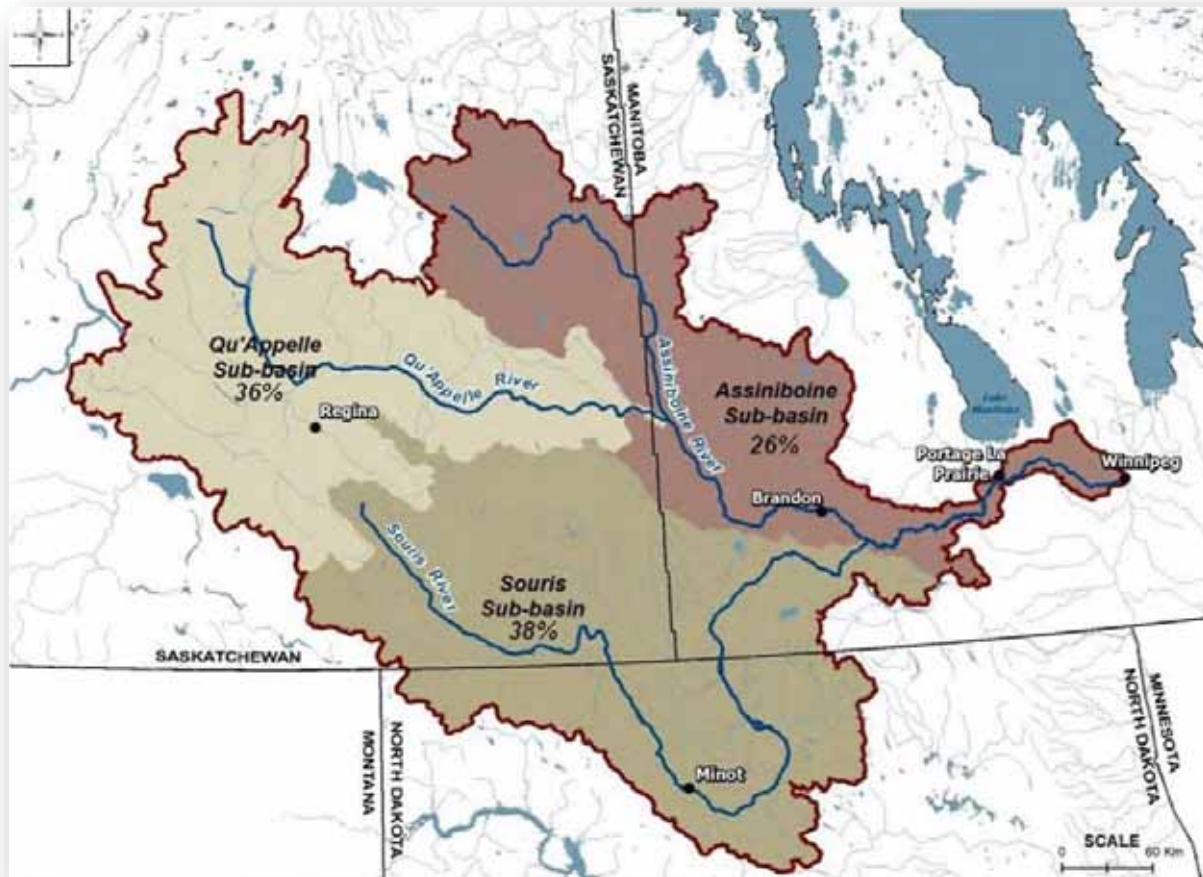 SASKATCHEWAN
MANITOBA
Qu'Appelle
Sub-basin
36%
Qu'Appelle River
Regina
Assiniboine River
Assiniboine
Sub-basin
26%
Lake
Manitoba
Portage La
Prairie
Winnipeg
Brandon
Souris River
Souris
Sub-basin
38%
SASKATCHEWAN
MONTANA
NORTH DAKOTA
Minot
MINNESOTA
NORTH DAKOTA
SCALE
0 60 Km